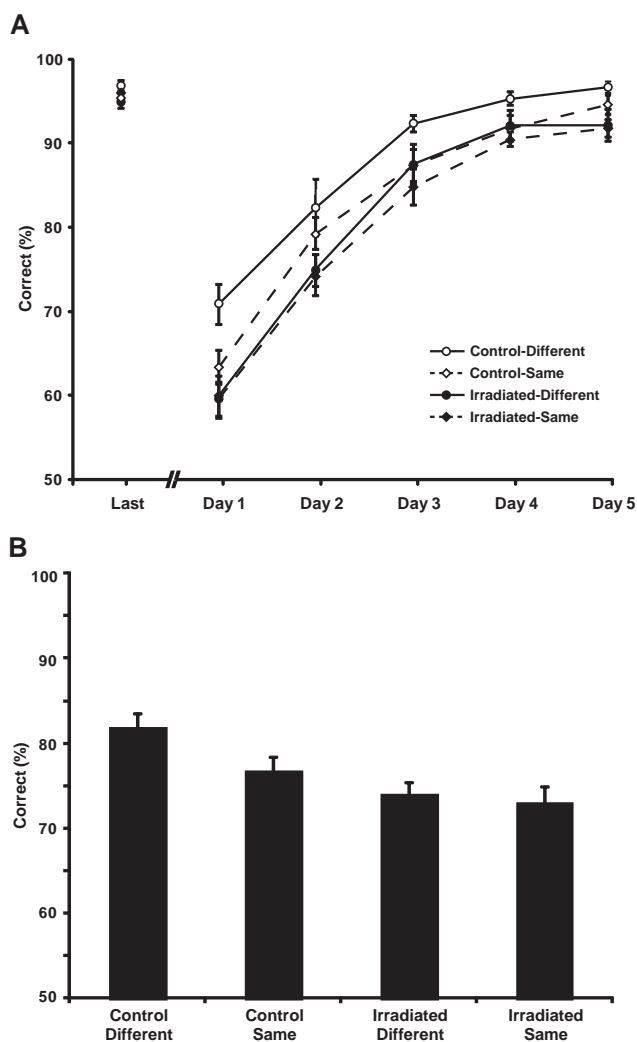 A
100
90
80
70
60
50
Correct (%)
Control-Different
Control-Same
Irradiated-Different
Irradiated-Same
Last
Day 1
Day 2
Day 3
Day 4
Day 5
B
100
90
80
70
60
50
Correct (%)
Control
Different
Control
Same
Irradiated
Different
Irradiated
Same